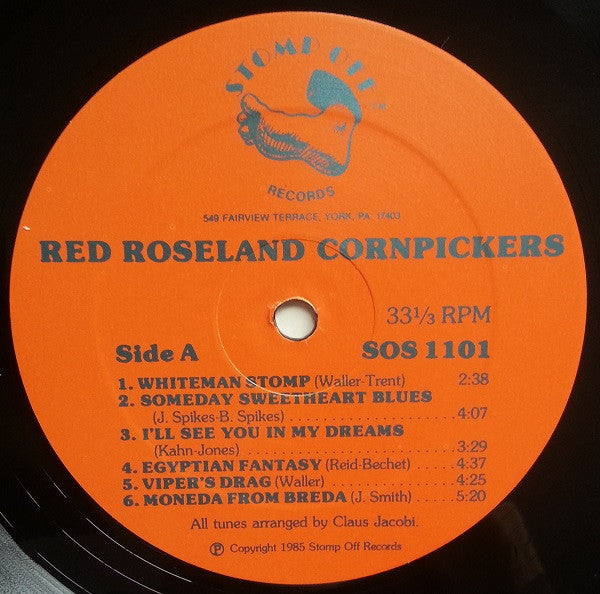 STOMP OFF
TM
RECORDS
549 FAIRVIEW TERRACE, YORK, PA 17403
RED ROSELAND CORNPICKERS
33⅓ RPM
Side A SOS 1101
1. WHITEMAN STOMP (Waller-Trent) 2:38
2. SOMEDAY SWEETHEART BLUES
(J. Spikes-B. Spikes) . . . . . . . . . . . . . . . . . . . . 4:07
3. I'LL SEE YOU IN MY DREAMS
(Kahn-Jones) . . . . . . . . . . . . . . . . . . . . . . . . . . 3:29
4. EGYPTIAN FANTASY (Reid-Bechet) . . . . 4:37
5. VIPER'S DRAG (Waller) . . . . . . . . . . . . . . . 4:25
6. MONEDA FROM BREDA (J. Smith) . . . . . 5:20
All tunes arranged by Claus Jacobi.
℗ Copyright 1985 Stomp Off Records